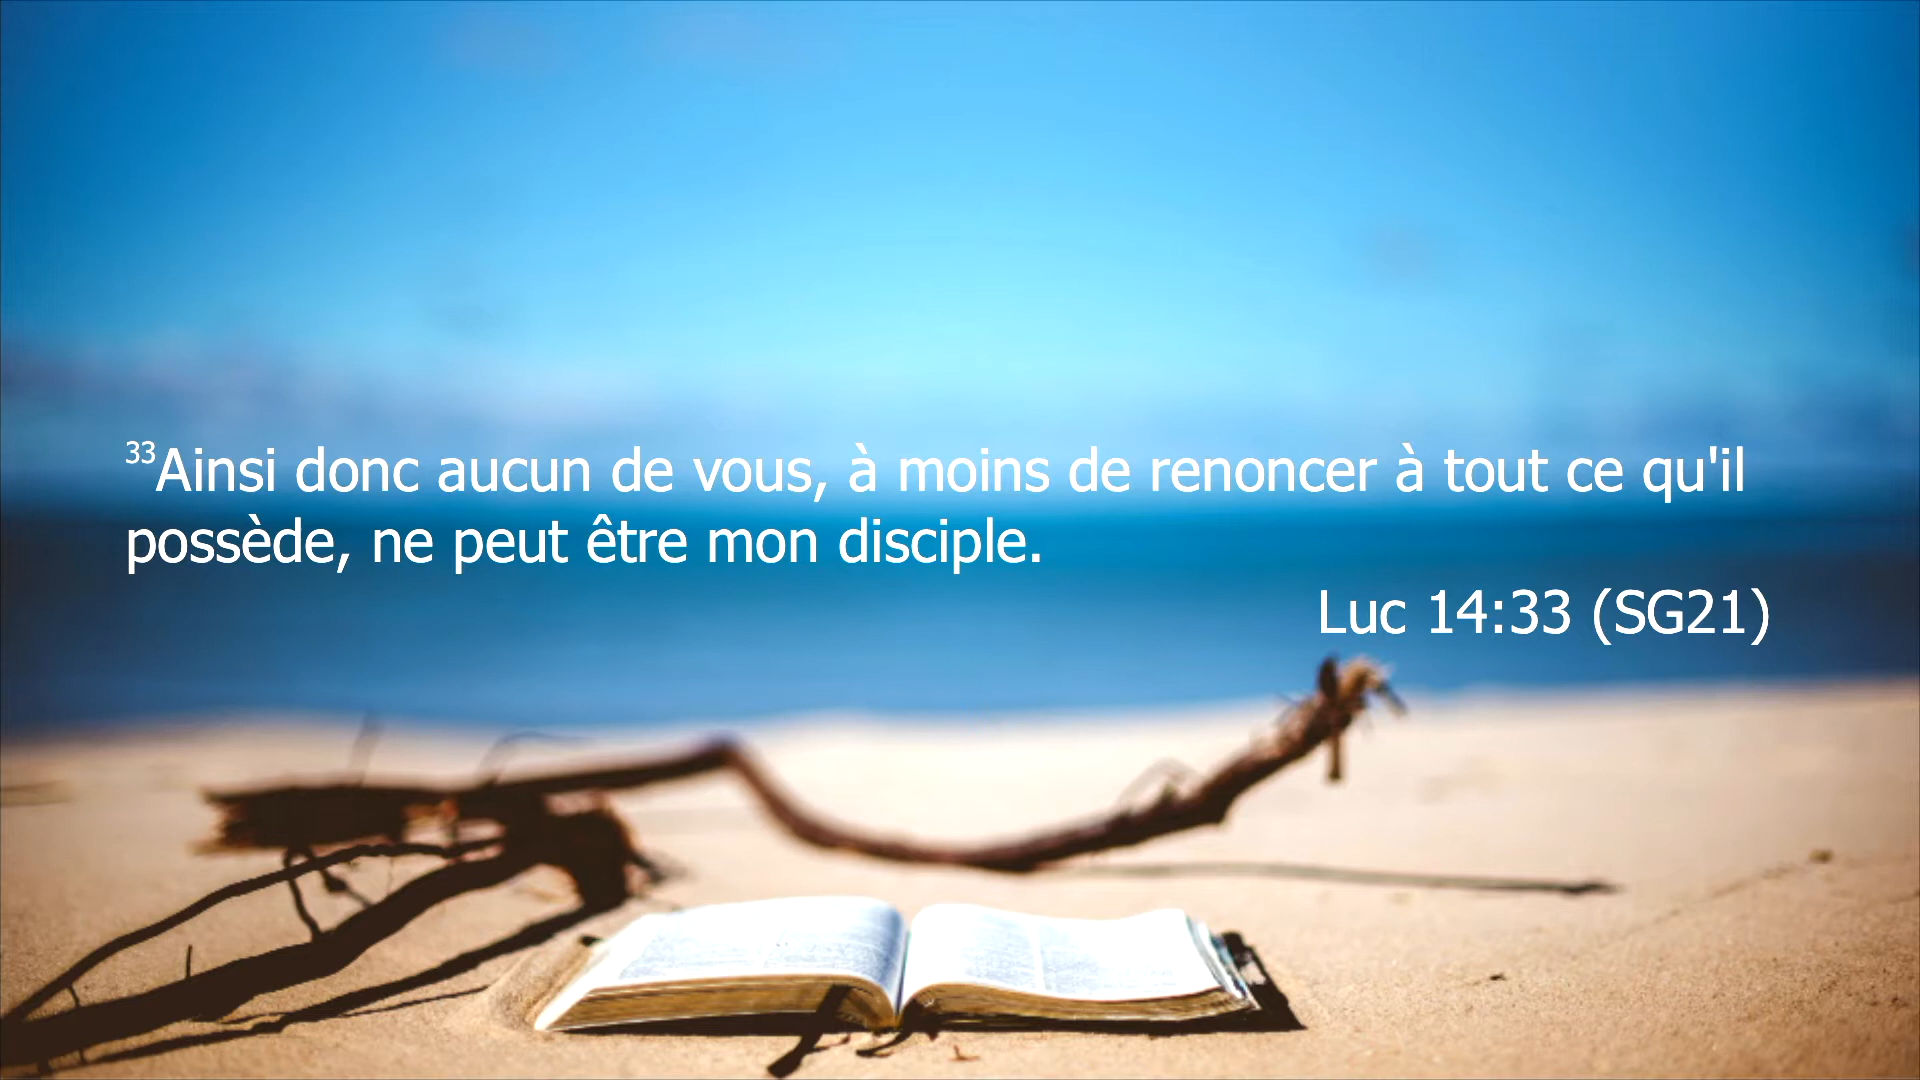 33Ainsi donc aucun de vous, à moins de renoncer à tout ce qu'il
possède, ne peut être mon disciple.
Luc 14:33 (SG21)